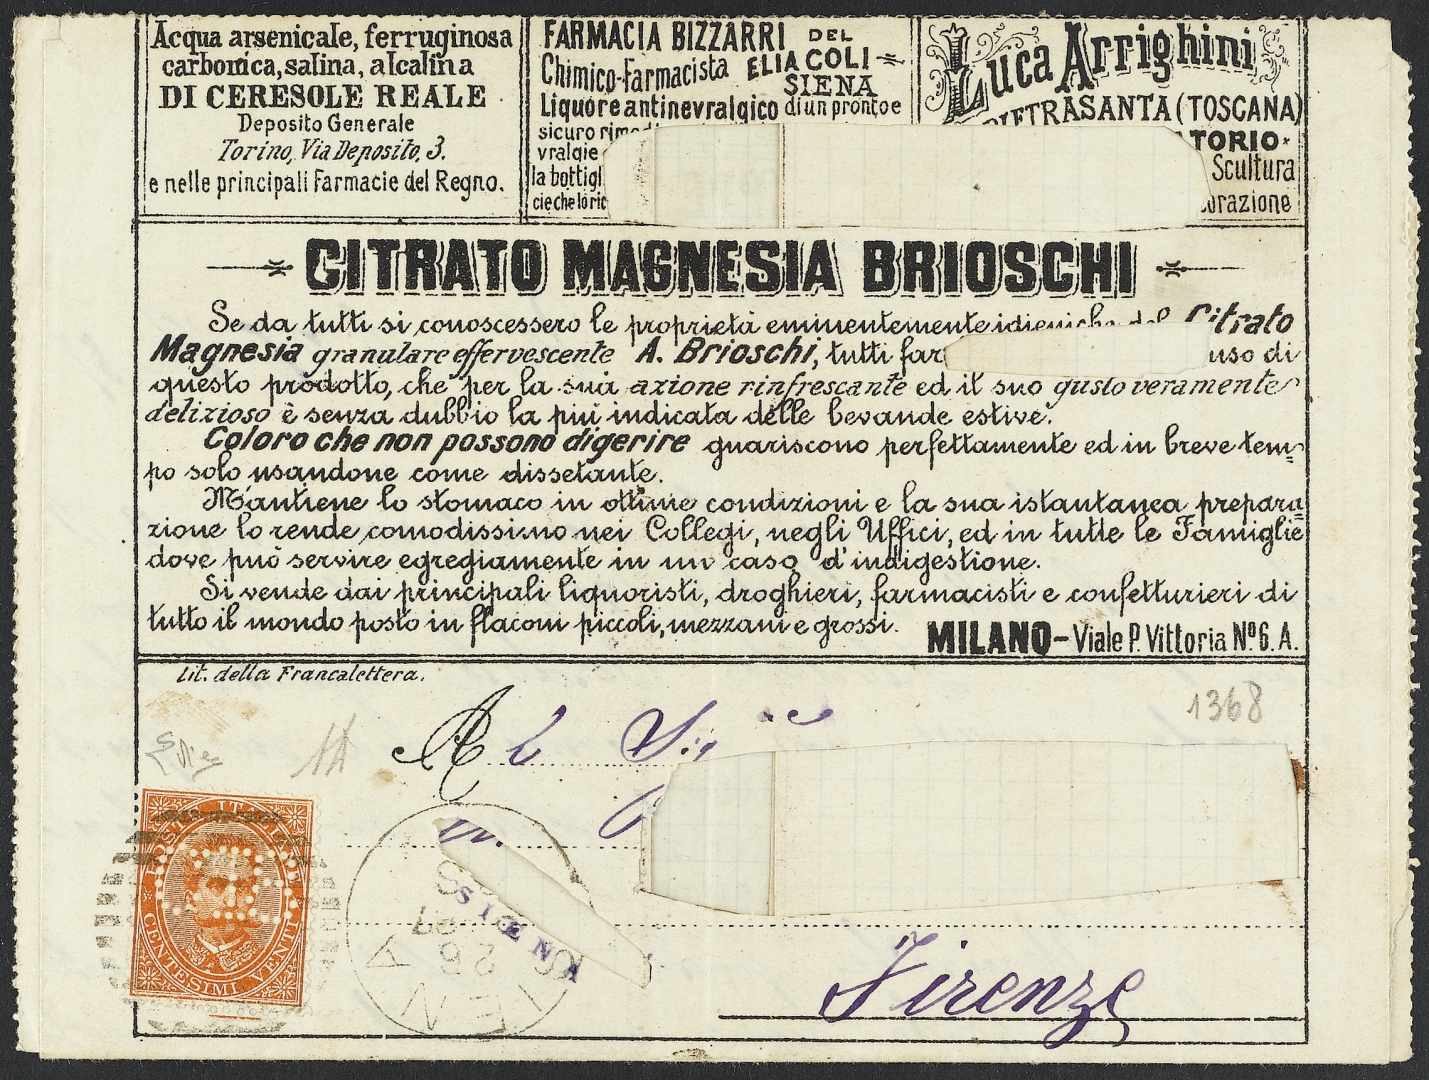 Acqua arsenicale, ferruginosa
carbonica, salina, alcalina
DI CERESOLE REALE
Deposito Generale
Torino, Via Deposito, 3.
e nelle principali Farmacie del Regno.
FARMACIA BIZZARRI DEL
Chimico-Farmacista ELIA COLI
SIENA
Liquore antinevralgico di un pronto e
sicuro
vralgie
la
Luca Arrighini
PIETRASANTA (TOSCANA)
Scultura
CITRATO MAGNESIA BRIOSCHI
Se da tutti si conoscessero le proprietà eminentemente igieniche del Citrato
Magnesia granulare effervescente A. Brioschi, tutti uso di
questo prodotto, che per la sua azione rinfrescante ed il suo gusto veramente
delizioso è senza dubbio la più indicata delle bevande estive.
Coloro che non possono digerire guariscono perfettamente ed in breve tem=
po solo usandone come dissetante.
Mantiene lo stomaco in ottime condizioni e la sua istantanea prepara=
zione lo rende comodissimo nei Collegi, negli Uffici, ed in tutte le Famiglie
dove può servire egregiamente in un caso d'indigestione.
Si vende dai principali liquoristi, droghieri, farmacisti e confetturieri di
tutto il mondo posto in flaconi piccoli, mezzani e grossi.
MILANO - Viale P. Vittoria Nº 6. A.
Lit. della Francalettera.
1368
Al
POSTE ITALIANE
CENTESIMI VENTI
Firenze